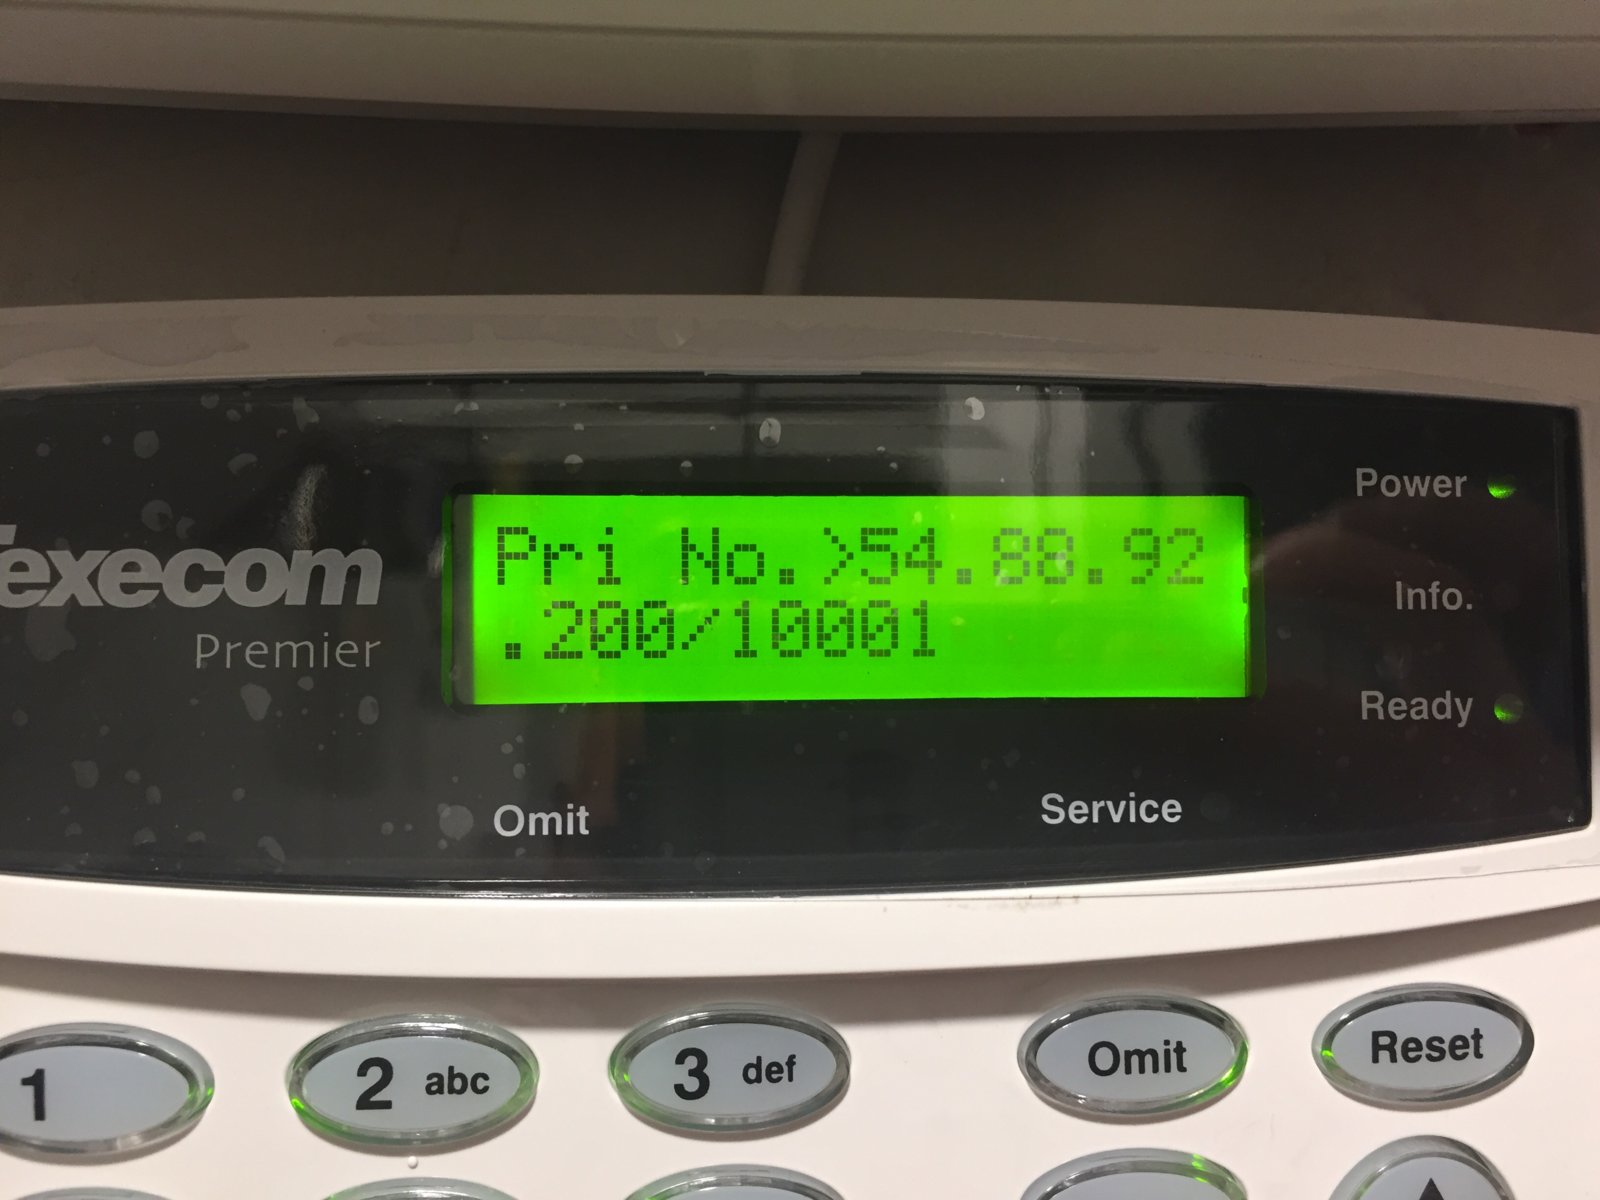 Power
Pri No.>54.88.92
.200/10001
Texecom
Premier
Info.
Ready
Omit
Service
1
2 abc
3 def
Omit
Reset